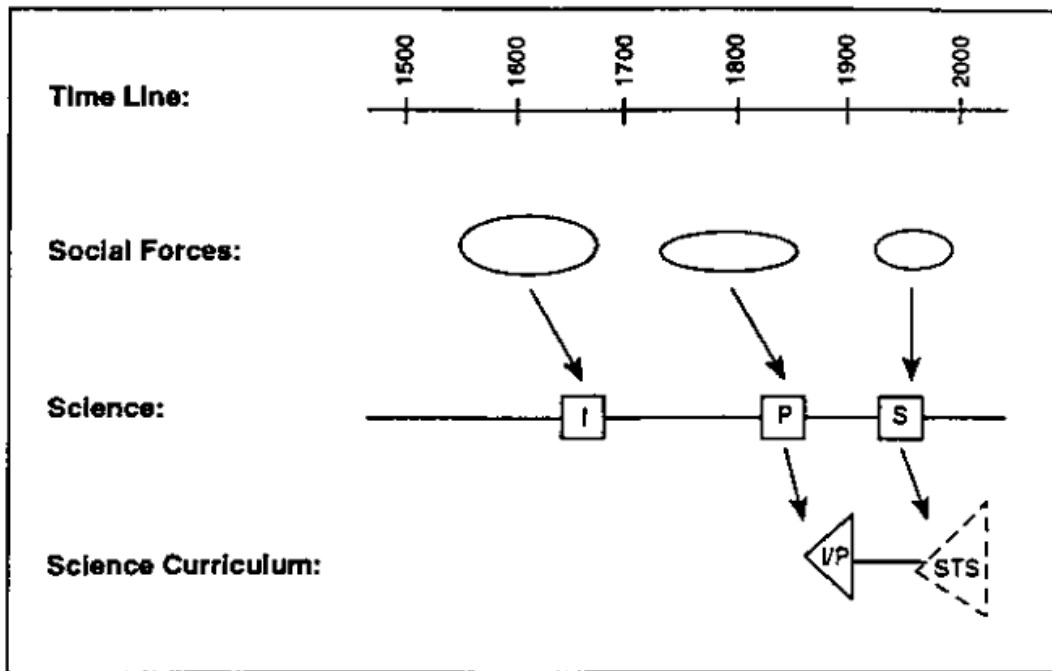 1500 1600 1700 1800 1900 2000
Time Line:
Social Forces:
Science:
I P S
Science Curriculum:
I/P STS